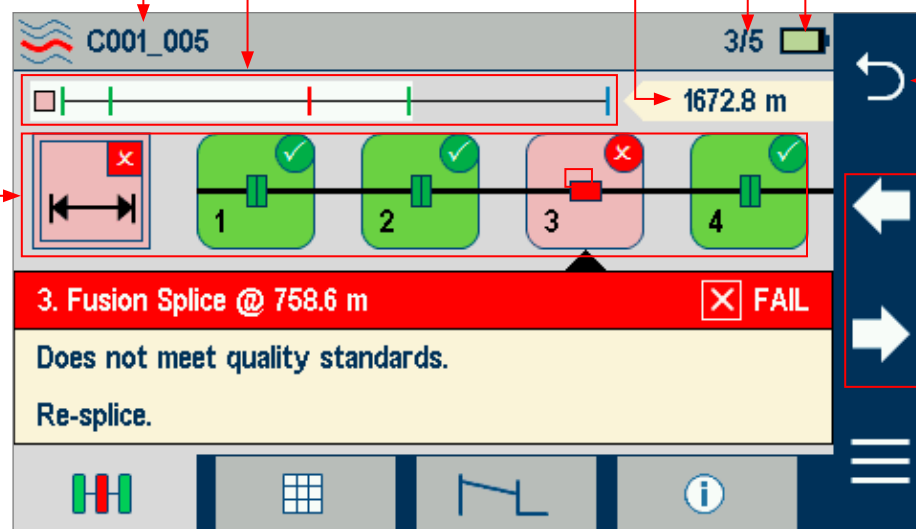 C001_005
3/5
1672.8 m
1
2
3
4
3. Fusion Splice @ 758.6 m
FAIL
Does not meet quality standards.
Re-splice.